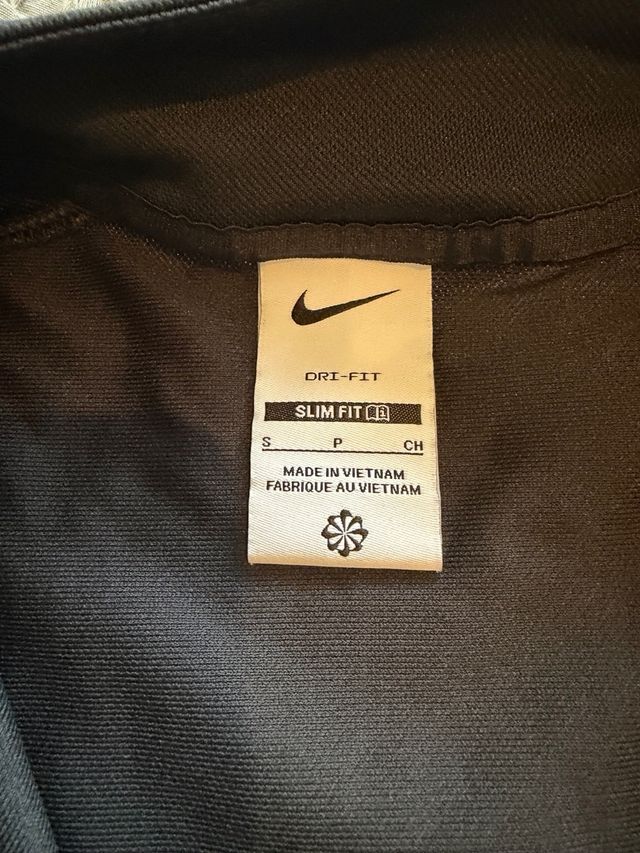 DRI-FIT
SLIM FIT
S P CH
MADE IN VIETNAM
FABRIQUE AU VIETNAM